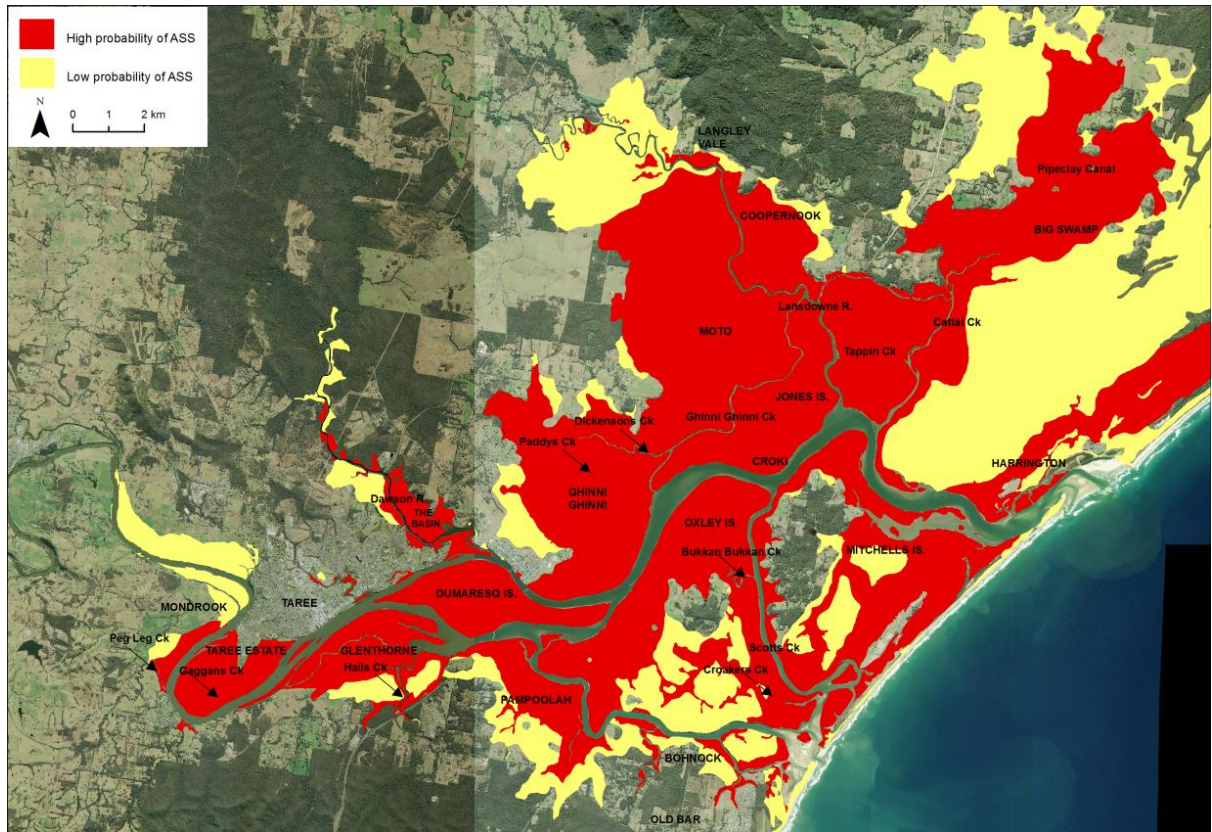 High probability of ASS
Low probability of ASS
N
0 1 2 km
LANGLEY
VALE
COOPERNOOK
Pipeclay Canal
BIG SWAMP
Lansdowne R.
Cattai Ck
MOTO
Tappin Ck
JONES IS.
Ghinni Ghinni Ck
Dickensons Ck
Paddys Ck
CROKI
HARRINGTON
GHINNI
GHINNI
Dawson R.
THE
BASIN
OXLEY IS.
Bukkan Bukkan Ck
MITCHELLS IS.
DUMARESQ IS.
TAREE
MONDROOK
Peg Leg Ck
TAREE ESTATE
GLENTHORNE
Gaggans Ck
Halls Ck
Scotts Ck
Croakers Ck
PAMPOOLAH
BOHNOCK
OLD BAR